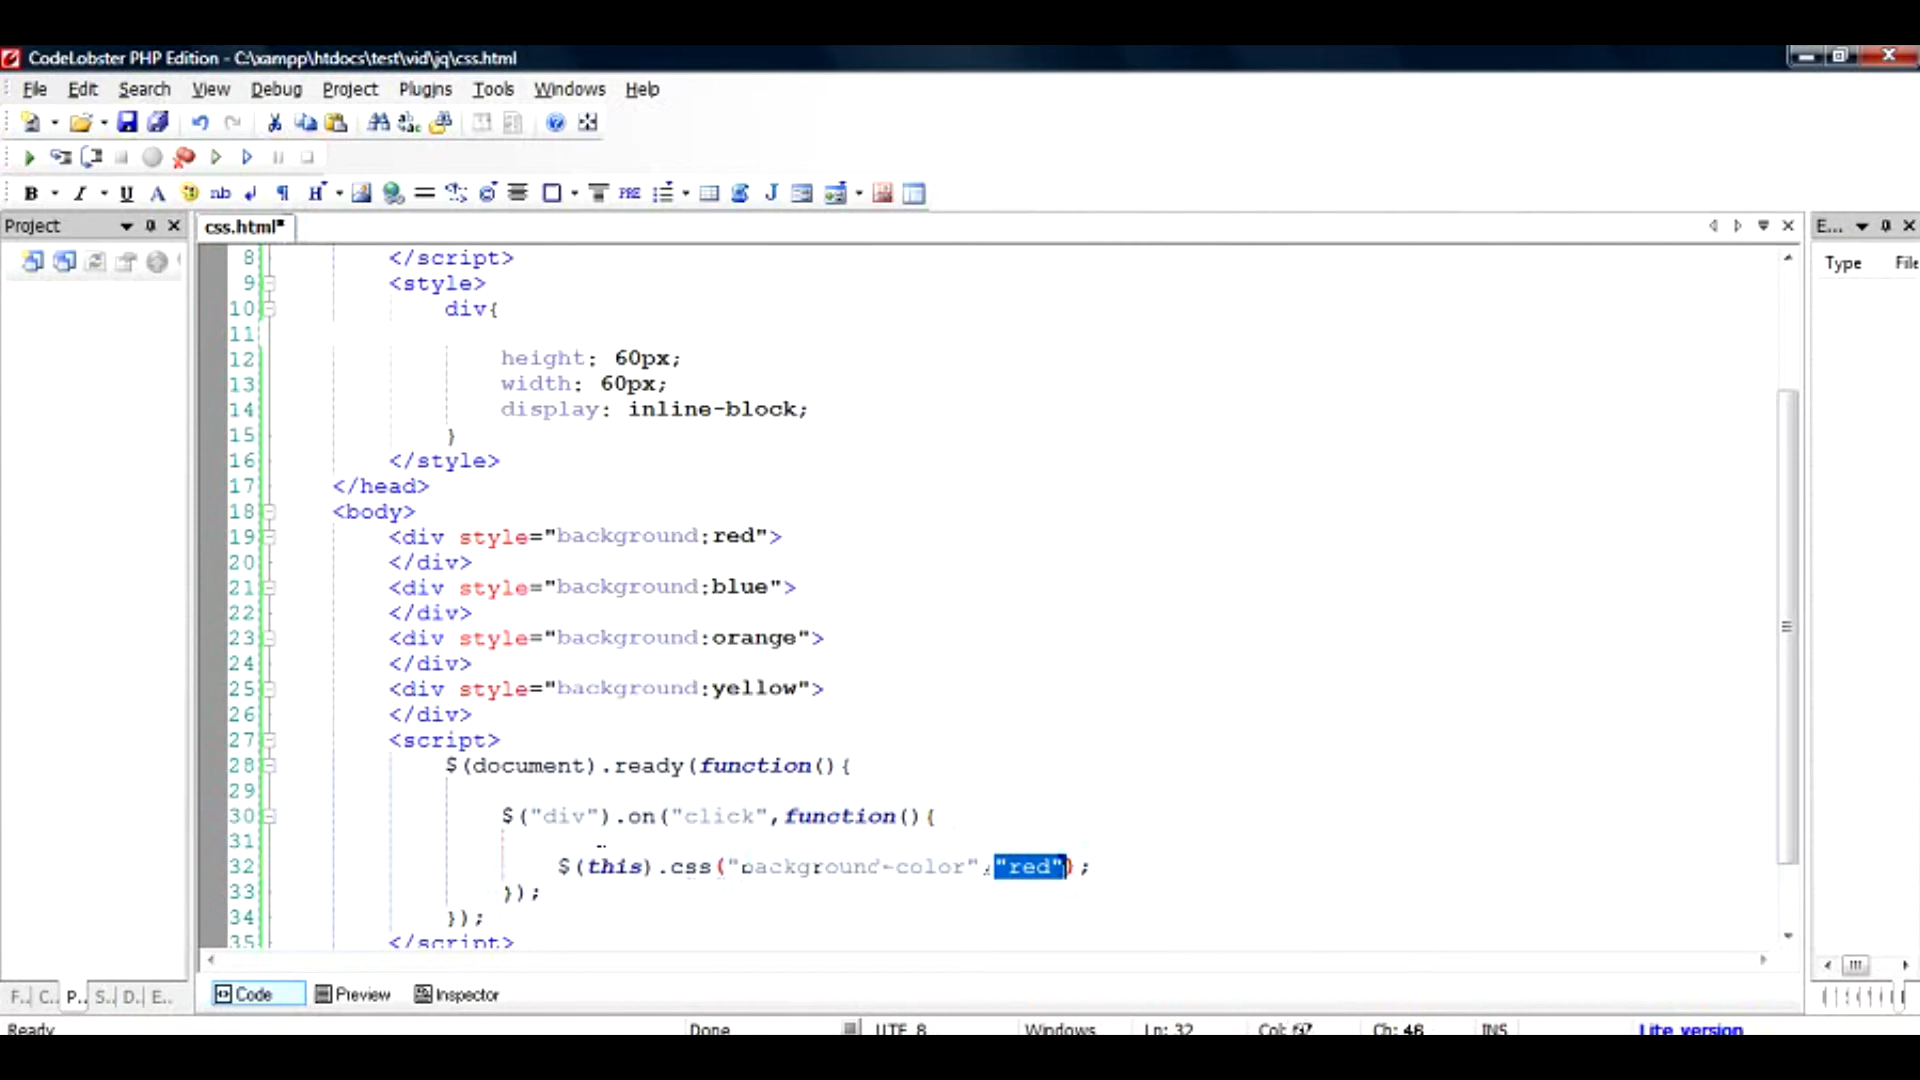 CodeLobster PHP Edition - C:\xampp\htdocs\test\vid\jq\css.html
File Edit Search View Debug Project Plugins Tools Windows Help
B I U A ab H PRE J
Project
css.html*
E...
Type File
8 </script>
9 <style>
10 div{
11
12 height: 60px;
13 width: 60px;
14 display: inline-block;
15 }
16 </style>
17 </head>
18 <body>
19 <div style="background:red">
20 </div>
21 <div style="background:blue">
22 </div>
23 <div style="background:orange">
24 </div>
25 <div style="background:yellow">
26 </div>
27 <script>
28 $(document).ready(function(){
29
30 $("div").on("click",function(){
31
32 $(this).css("background-color","red");
33 });
34 });
35 </script>
F.. C.. P.. S.. D.. E..
Code Preview Inspector
Ready Done UTF 8 Windows Ln: 32 Ch: 46 INS Lite version